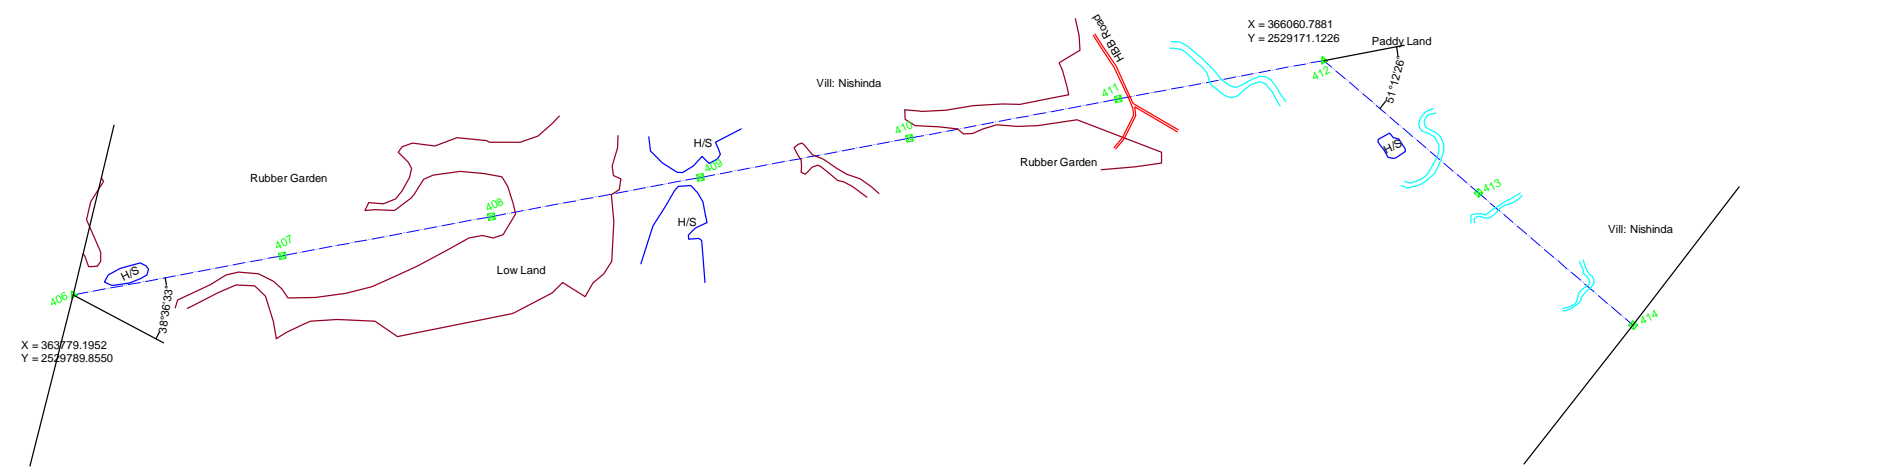 X = 366060.7881
Y = 2529171.1226
HBB Road
Paddy Land
412
51°12'26"
Vill: Nishinda
411
410
H/S
H/S
409
Rubber Garden
Rubber Garden
413
408
H/S
Vill: Nishinda
407
H/S
Low Land
406
38°36'33"
414
X = 363779.1952
Y = 2529789.8550